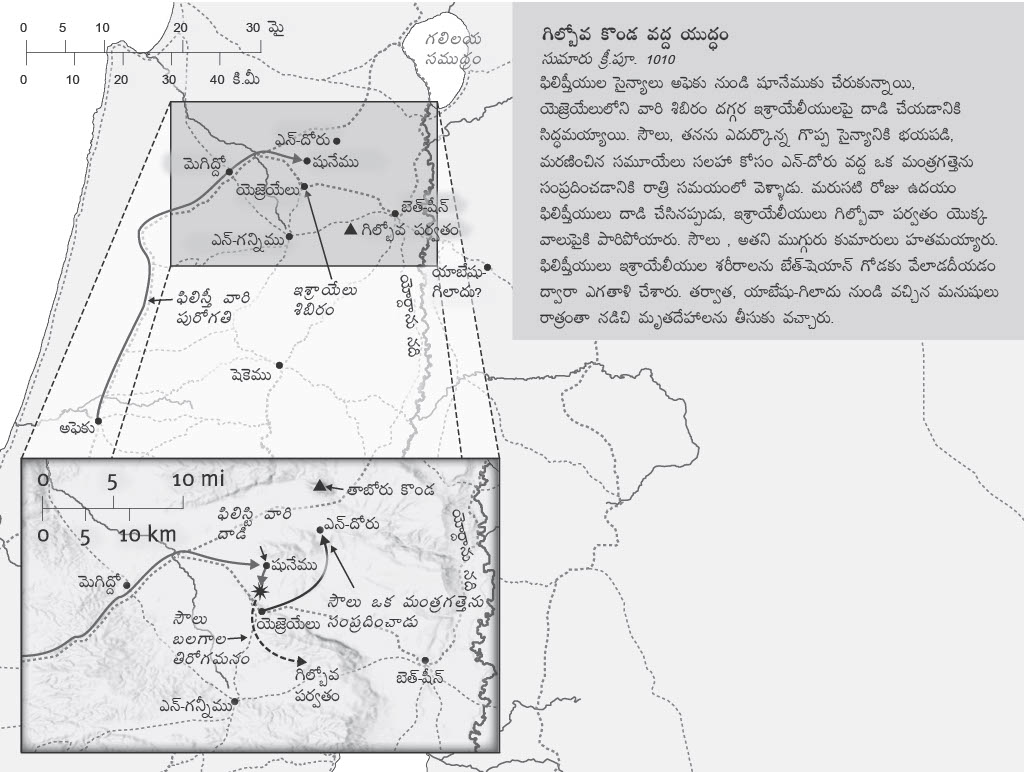 గిల్బోవ కొండ వద్ద యుద్ధం
సుమారు క్రీ.పూ. 1010
ఫిలిష్తీయుల సైన్యాలు అఫెకు నుండి షూనేముకు చేరుకున్నాయి,
యెజ్రెయేలులోని వారి శిబిరం దగ్గర ఇశ్రాయేలీయులపై దాడి చేయడానికి
సిద్ధమయ్యాయి. సౌలు, తనను ఎదుర్కొన్న గొప్ప సైన్యానికి భయపడి,
మరణించిన సమూయేలు సలహా కోసం ఎన్-దోరు వద్ద ఒక మంత్రగత్తెను
సంప్రదించడానికి రాత్రి సమయంలో వెళ్ళాడు. మరుసటి రోజు ఉదయం
ఫిలిష్తీయులు దాడి చేసినప్పుడు, ఇశ్రాయేలీయులు గిల్బోవా పర్వతం యొక్క
వాలుపైకి పారిపోయారు. సౌలు , అతని ముగ్గురు కుమారులు హతమయ్యారు.
ఫిలిష్తీయులు ఇశ్రాయేలీయుల శరీరాలను బేత్-షెయాన్ గోడకు వేలాడదీయడం
ద్వారా ఎగతాళి చేశారు. తర్వాత, యాబేషు-గిలాదు నుండి వచ్చిన మనుషులు
రాత్రంతా నడిచి మృతదేహాలను తీసుకు వచ్చారు.
0 5 10 20 30 మై
0 10 20 30 40 కి.మీ
గలిలయ
సముద్రం
ఎన్-దోరు
మెగిద్దో
షునేము
యెజ్రెయేలు
బెత్-షీన్
ఎన్-గన్నిము
గిల్బోవ పర్వతం
యాబేషు-
గిలాదు?
ఫిలిస్తీ వారి
పురోగతి
ఇశ్రాయేలు
శిబిరం
షెకెము
అఫెకు
0 5 10 mi
0 5 10 km
తాబోరు కొండ
ఫిలిస్టి వారి
దాడి
ఎన్-దోరు
షునేము
మెగిద్దో
సౌలు ఒక మంత్రగత్తెను
సంప్రదించాడు
యెజ్రెయేలు
సౌలు
బలగాల
తిరోగమనం
గిల్బోవ
పర్వతం
బెత్-షీన్
ఎన్-గన్నీము